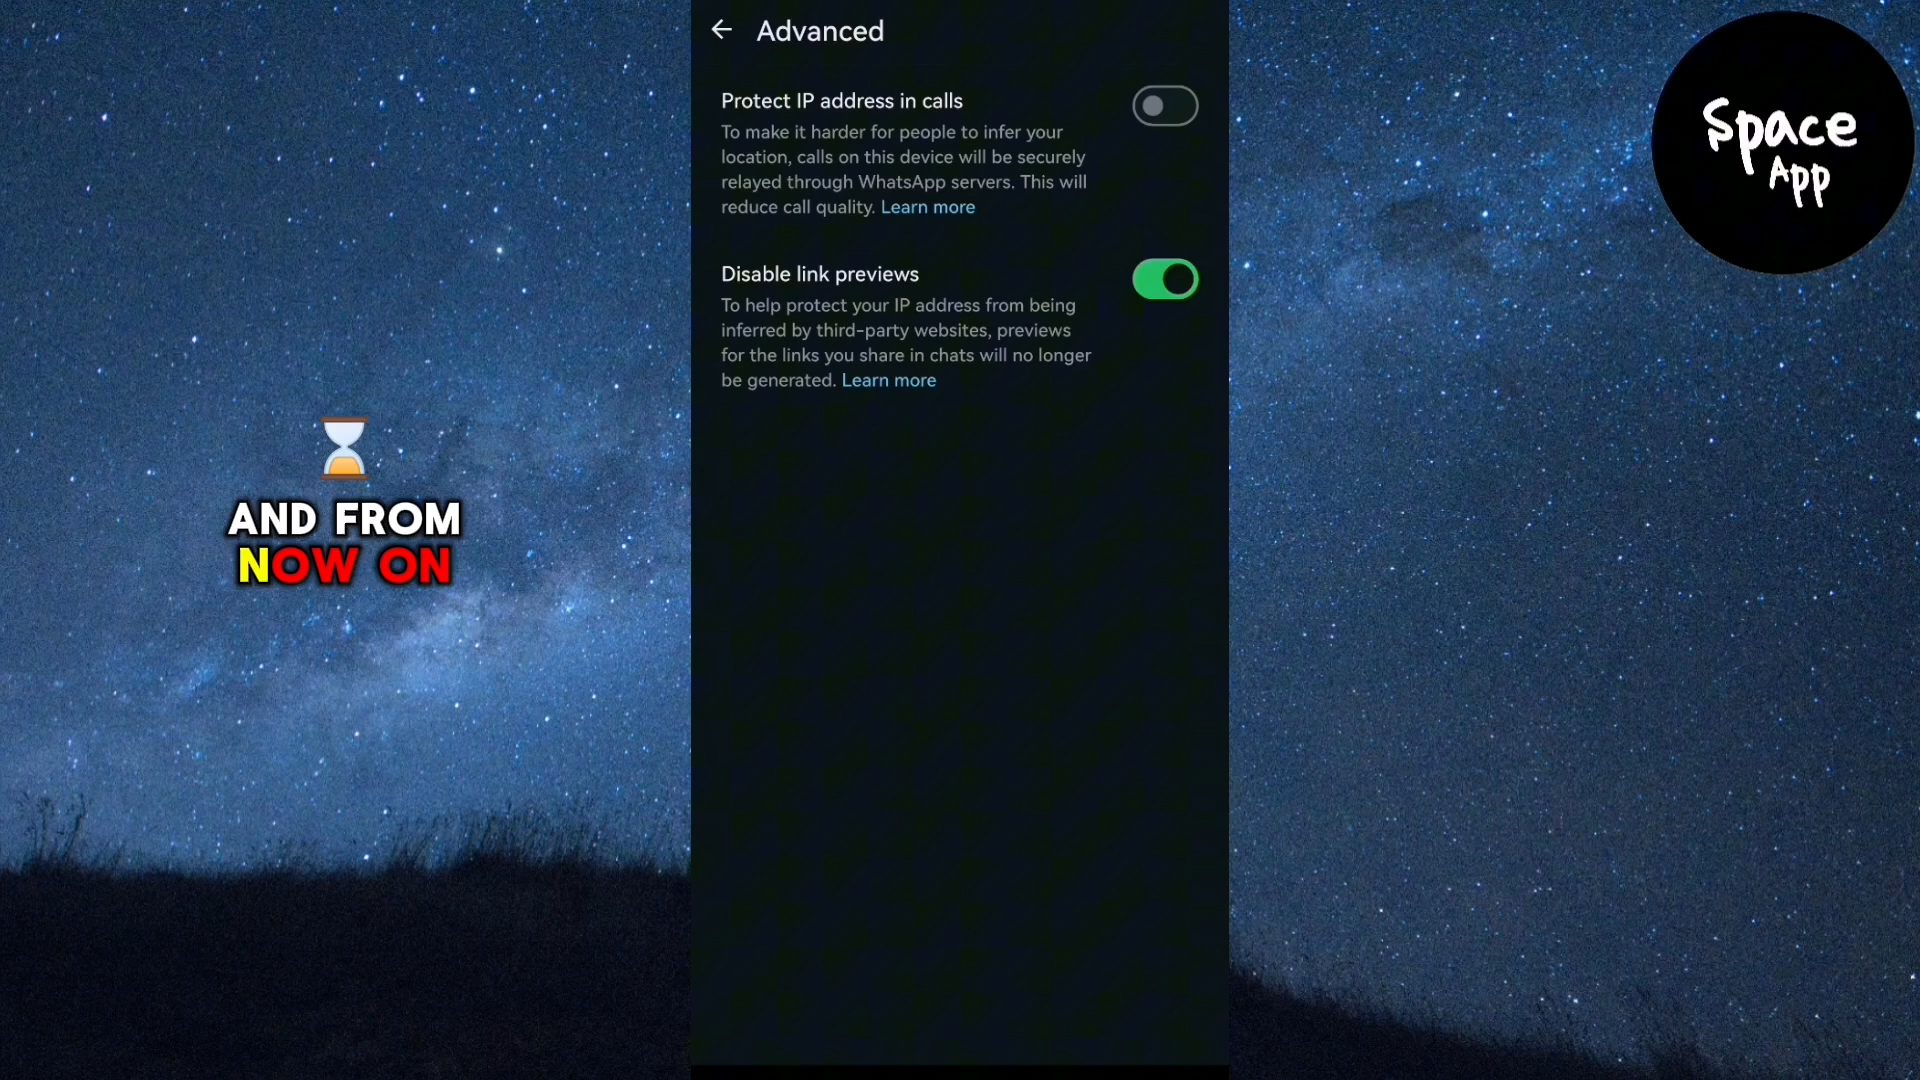 Advanced
Protect IP address in calls
To make it harder for people to infer your
location, calls on this device will be securely
relayed through WhatsApp servers. This will
reduce call quality. Learn more
Disable link previews
To help protect your IP address from being
inferred by third-party websites, previews
for the links you share in chats will no longer
be generated. Learn more
AND FROM
NOW ON
Space
App